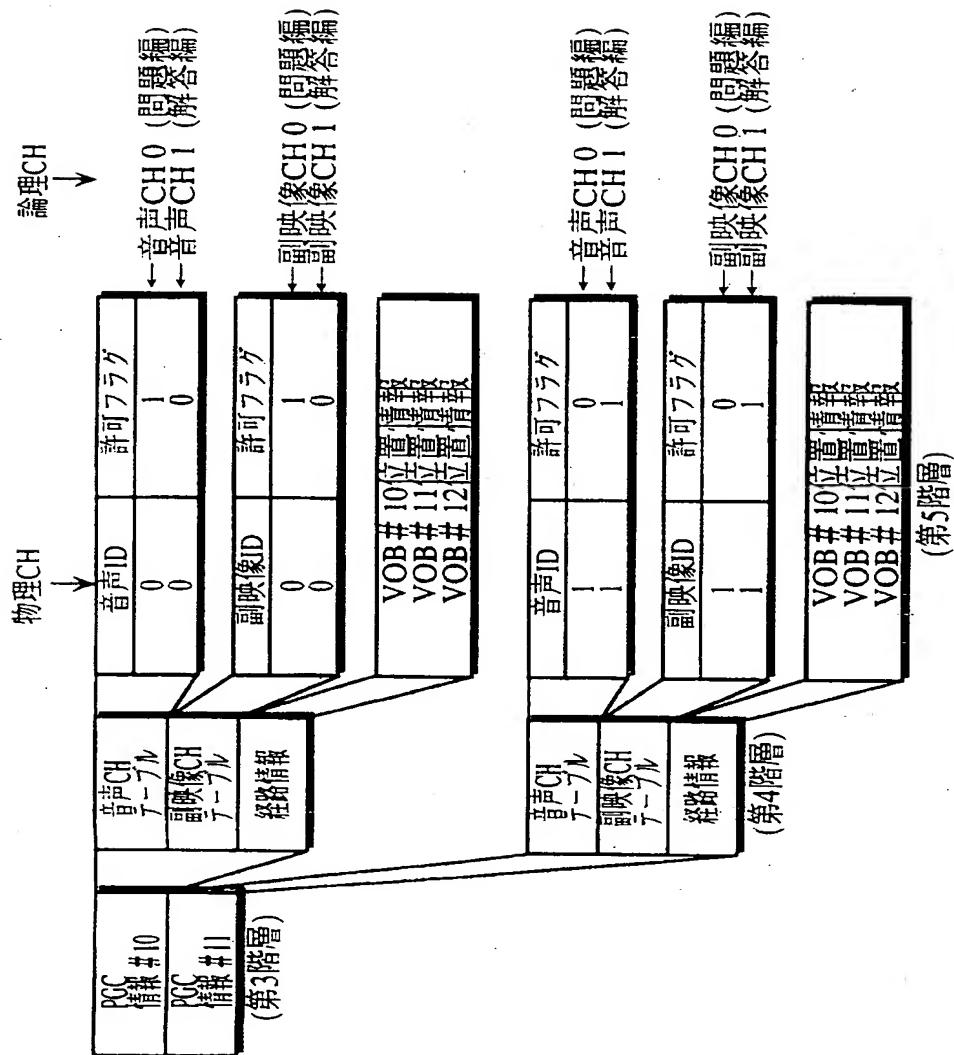 物理CH
論理CH
PGC
情報#10
PGC
情報#11
(第3階層)
音声CH
テーブル
副映像CH
テーブル
経路情報
音声ID
許可フラグ
0
1
←音声CH 0 (問題編)
0
0
←音声CH 1 (解答編)
副映像ID
許可フラグ
0
1
←副映像CH 0 (問題編)
0
0
←副映像CH 1 (解答編)
VOB # 10位置情報
VOB # 11位置情報
VOB # 12位置情報
音声CH
テーブル
副映像CH
テーブル
経路情報
(第4階層)
音声ID
許可フラグ
1
0
←音声CH 0 (問題編)
1
1
←音声CH 1 (解答編)
副映像ID
許可フラグ
1
0
←副映像CH 0 (問題編)
1
1
←副映像CH 1 (解答編)
VOB # 10位置情報
VOB # 11位置情報
VOB # 12位置情報
(第5階層)